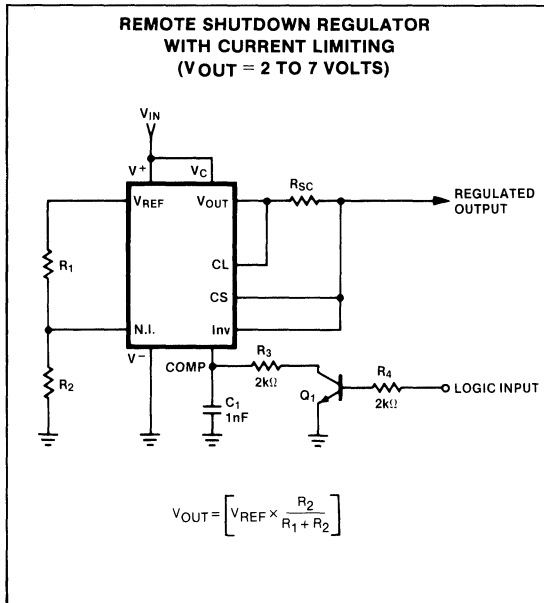 REMOTE SHUTDOWN REGULATOR
WITH CURRENT LIMITING
(VOUT = 2 TO 7 VOLTS)
VIN
V+
VC
VREF
VOUT
RSC
REGULATED
OUTPUT
R1
CL
CS
N.I.
Inv
V−
COMP
R2
R3
2kΩ
C1
1nF
Q1
R4
2kΩ
LOGIC INPUT
VOUT = [VREF × R2 / R1 + R2]